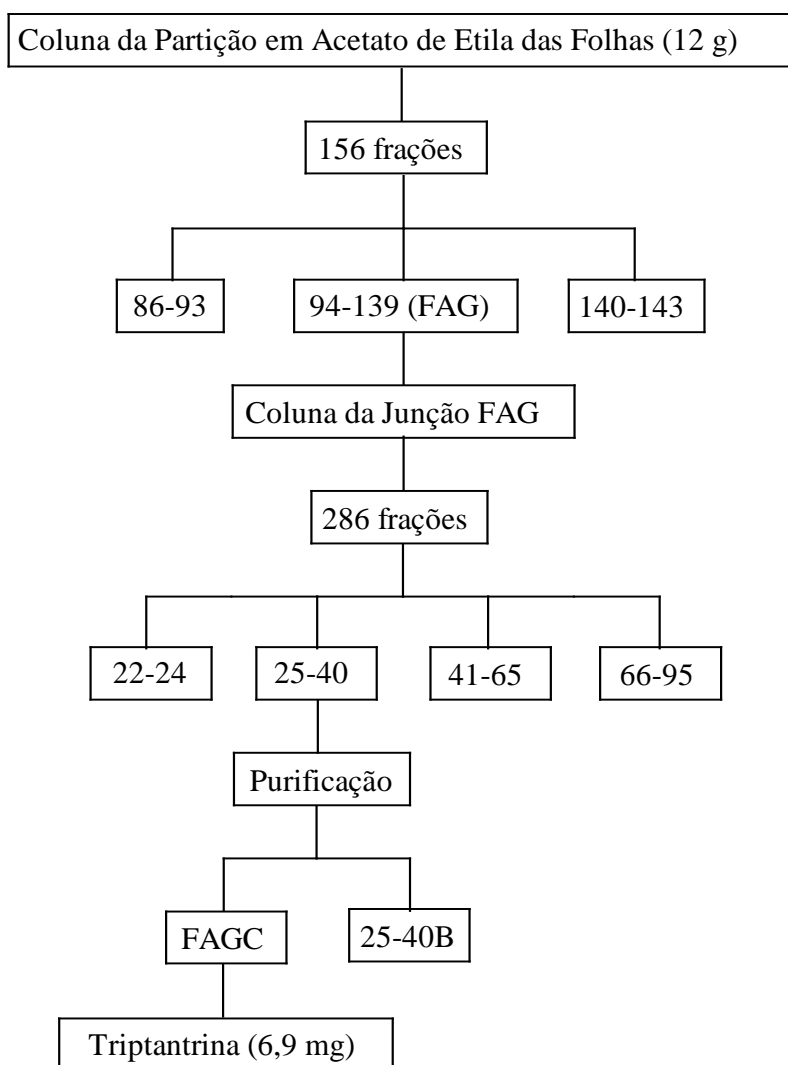 Coluna da Partição em Acetato de Etila das Folhas (12 g)
156 frações
86-93
94-139 (FAG)
140-143
Coluna da Junção FAG
286 frações
22-24
25-40
41-65
66-95
Purificação
FAGC
25-40B
Triptantrina (6,9 mg)